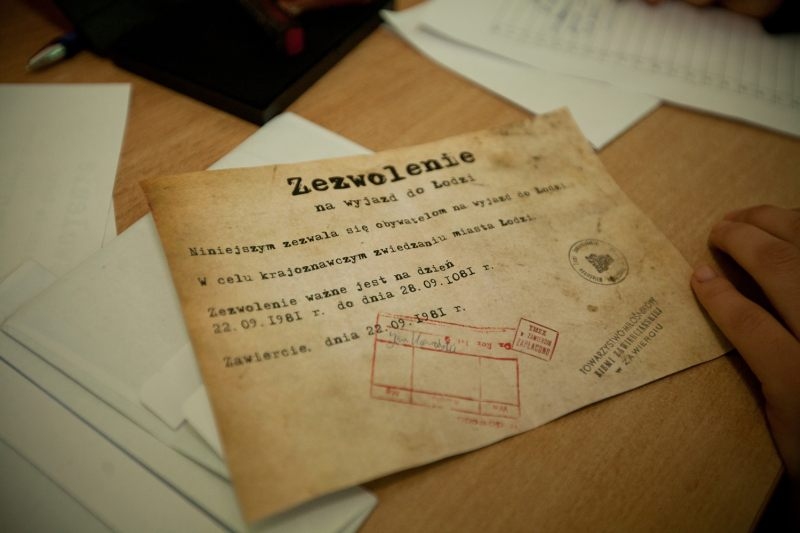 Zezwolenie
na wyjazd do Łodzi
Niniejszym zezwala się obywatelom na wyjazd do Łodzi.
W celu krajoznawczym zwiedzaniu miasta Łodzi.
Zezwolenie ważne jest na dzień
22.09.1981 r. do dnia 28.09.1081 r.
Zawiercie, dnia 22.09.1981 r.
ZAPŁACONO
TOWARZYSTWO MIŁOŚNIKÓW
ZIEMI ZAWIERCIAŃSKIEJ
w ZAWIERCIU